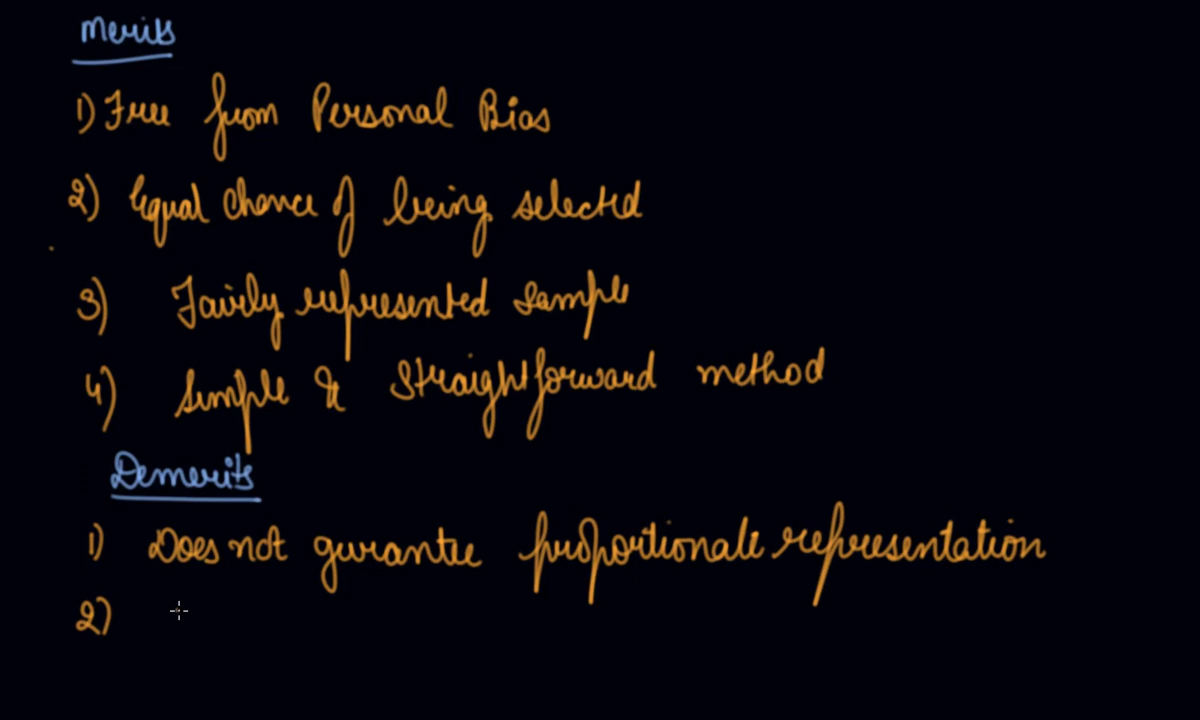 Merits
1) Free from Personal Bias
2) Equal chance of being selected
3) Fairly represented sample
4) Simple & Straightforward method
Demerits
1) Does not gurantee proportionate representation
2)